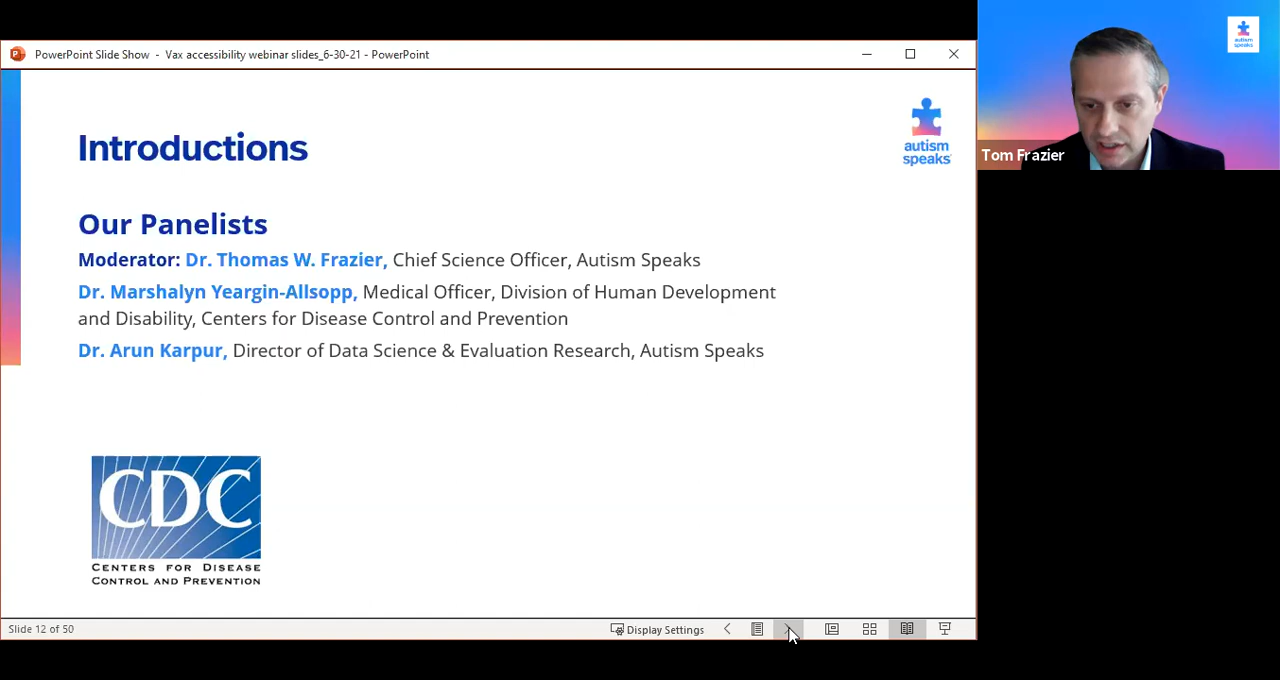 PowerPoint Slide Show - Vax accessibility webinar slides_6-30-21 - PowerPoint
autism
speaks
Tom Frazier
Introductions
autism
speaks
Our Panelists
Moderator: Dr. Thomas W. Frazier, Chief Science Officer, Autism Speaks
Dr. Marshalyn Yeargin-Allsopp, Medical Officer, Division of Human Development
and Disability, Centers for Disease Control and Prevention
Dr. Arun Karpur, Director of Data Science & Evaluation Research, Autism Speaks
CDC
CENTERS FOR DISEASE
CONTROL AND PREVENTION
Slide 12 of 50
Display Settings